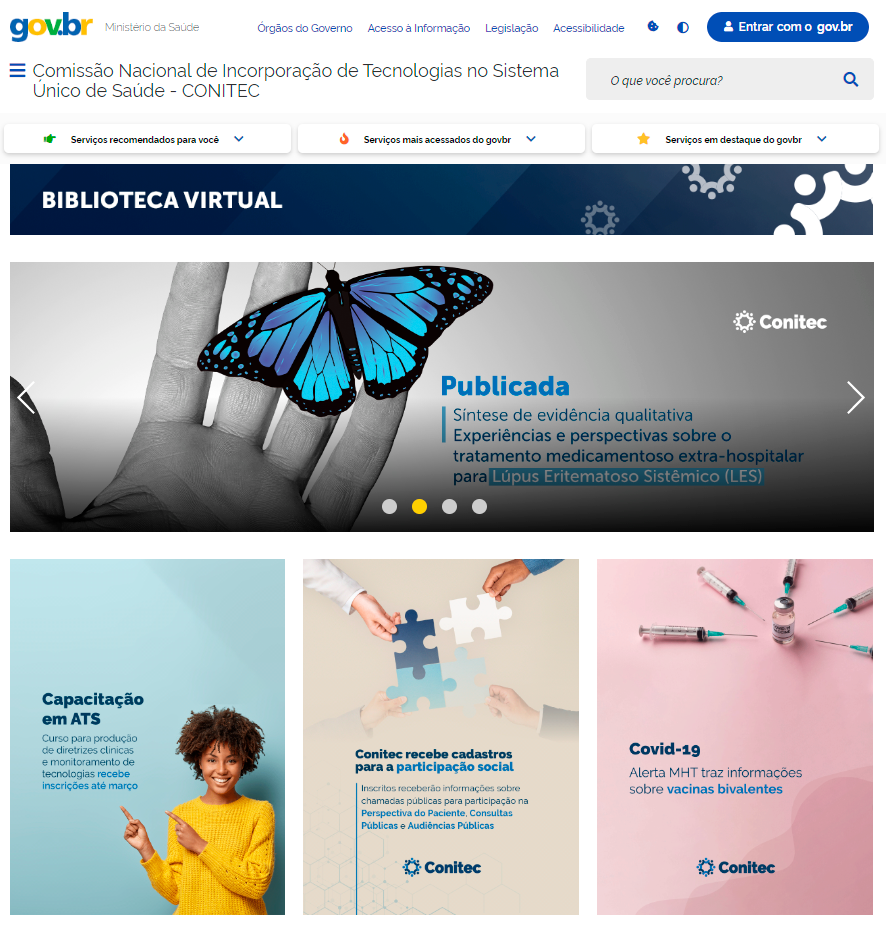 gov.br
Ministério da Saúde
Órgãos do Governo
Acesso à Informação
Legislação
Acessibilidade
Entrar com o gov.br
Comissão Nacional de Incorporação de Tecnologias no Sistema
Único de Saúde - CONITEC
O que você procura?
Serviços recomendados para você
Serviços mais acessados do govbr
Serviços em destaque do govbr
BIBLIOTECA VIRTUAL
Conitec
Publicada
Síntese de evidência qualitativa
Experiências e perspectivas sobre o
tratamento medicamentoso extra-hospitalar
para Lúpus Eritematoso Sistêmico (LES)
Capacitação
em ATS
Curso para produção
de diretrizes clínicas
e monitoramento de
tecnologias recebe
inscrições até março
Conitec recebe cadastros
para a participação social
Inscritos receberão informações sobre
chamadas públicas para participação na
Perspectiva do Paciente, Consultas
Públicas e Audiências Públicas
Conitec
Covid-19
Alerta MHT traz informações
sobre vacinas bivalentes
Conitec